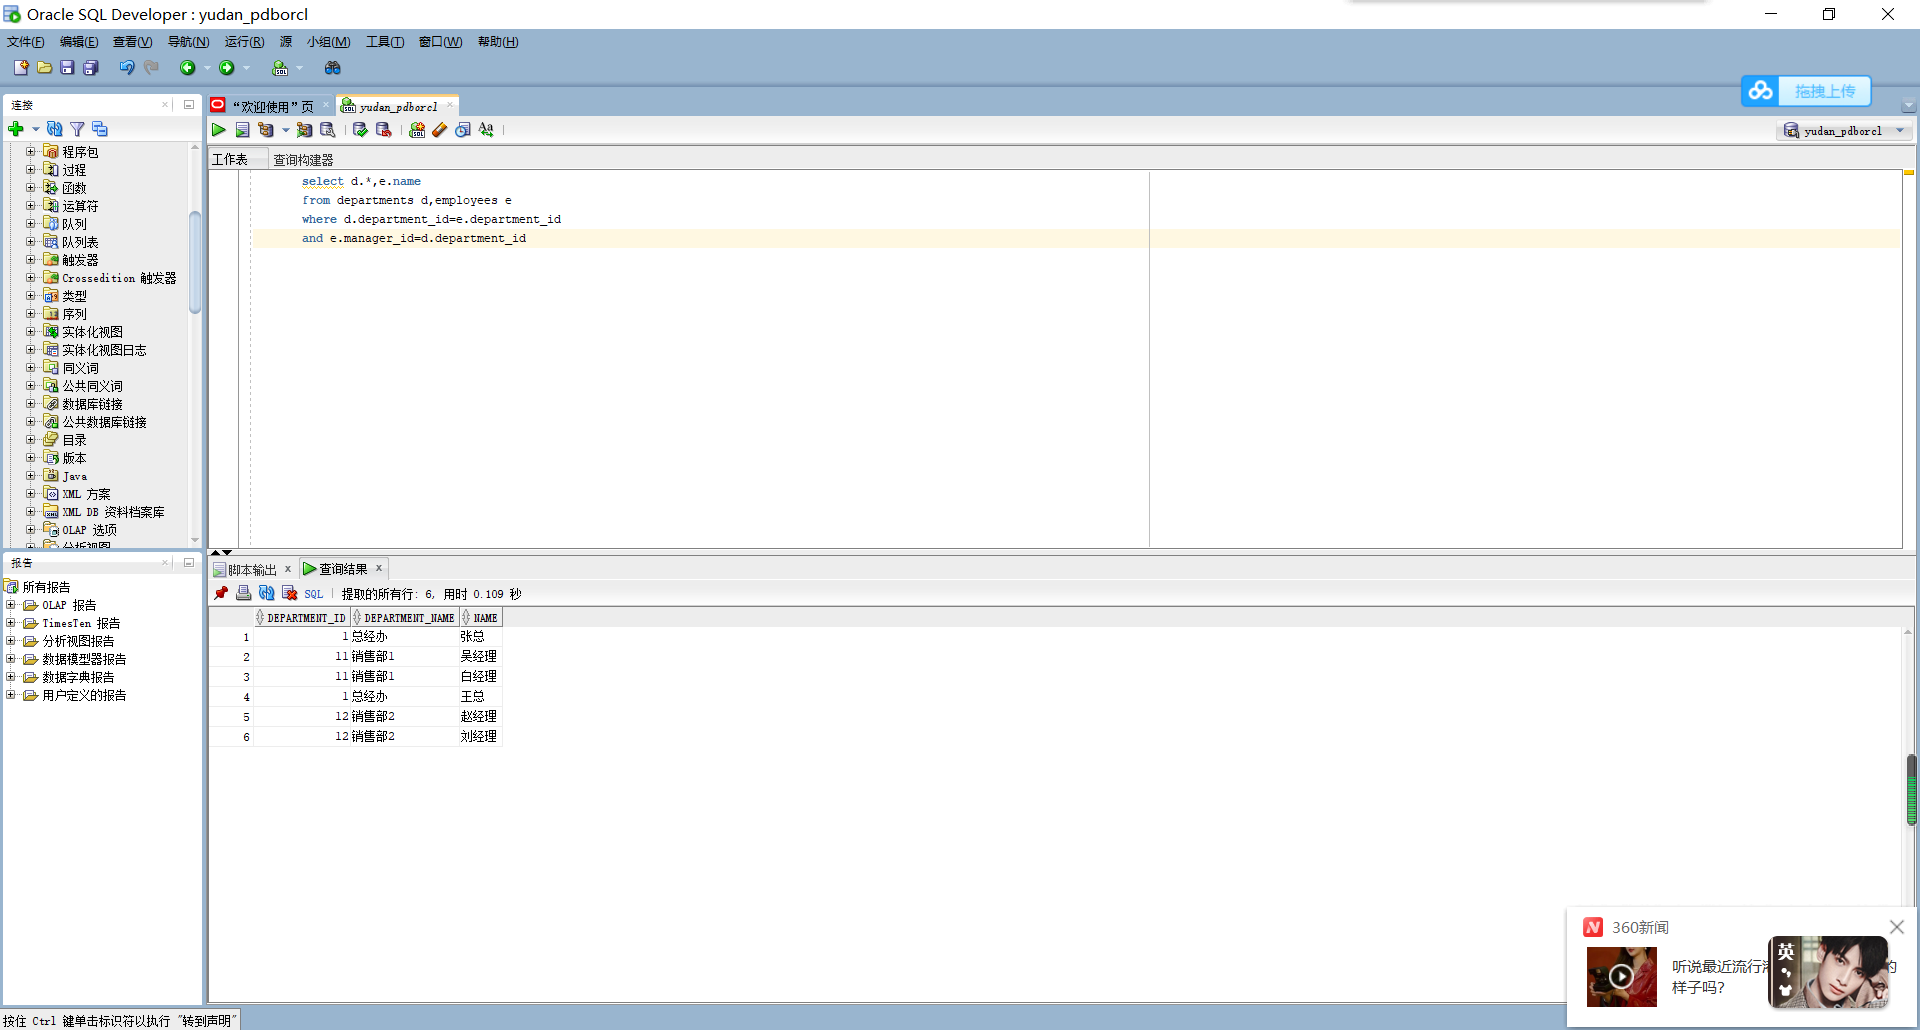 Oracle SQL Developer : yudan_pdborcl
文件(F) 编辑(E) 查看(V) 导航(N) 运行(R) 源 小组(M) 工具(T) 窗口(W) 帮助(H)
拖拽上传
连接
“欢迎使用”页
yudan_pdborcl
yudan_pdborcl
工作表
查询构建器
程序包
过程
函数
运算符
队列
队列表
触发器
Crossedition 触发器
类型
序列
实体化视图
实体化视图日志
同义词
公共同义词
数据库链接
公共数据库链接
目录
版本
Java
XML 方案
XML DB 资料档案库
OLAP 选项
分析视图
select d.*,e.name
from departments d,employees e
where d.department_id=e.department_id
and e.manager_id=d.department_id
报告
所有报告
OLAP 报告
TimesTen 报告
分析视图报告
数据模型器报告
数据字典报告
用户定义的报告
脚本输出
查询结果
SQL
提取的所有行: 6, 用时 0.109 秒
DEPARTMENT_ID DEPARTMENT_NAME NAME
1 1 总经办 张总
2 11 销售部1 吴经理
3 11 销售部1 白经理
4 1 总经办 王总
5 12 销售部2 赵经理
6 12 销售部2 刘经理
360新闻
听说最近流行
的
样子吗?
英
按住 Ctrl 键单击标识符以执行 "转到声明"